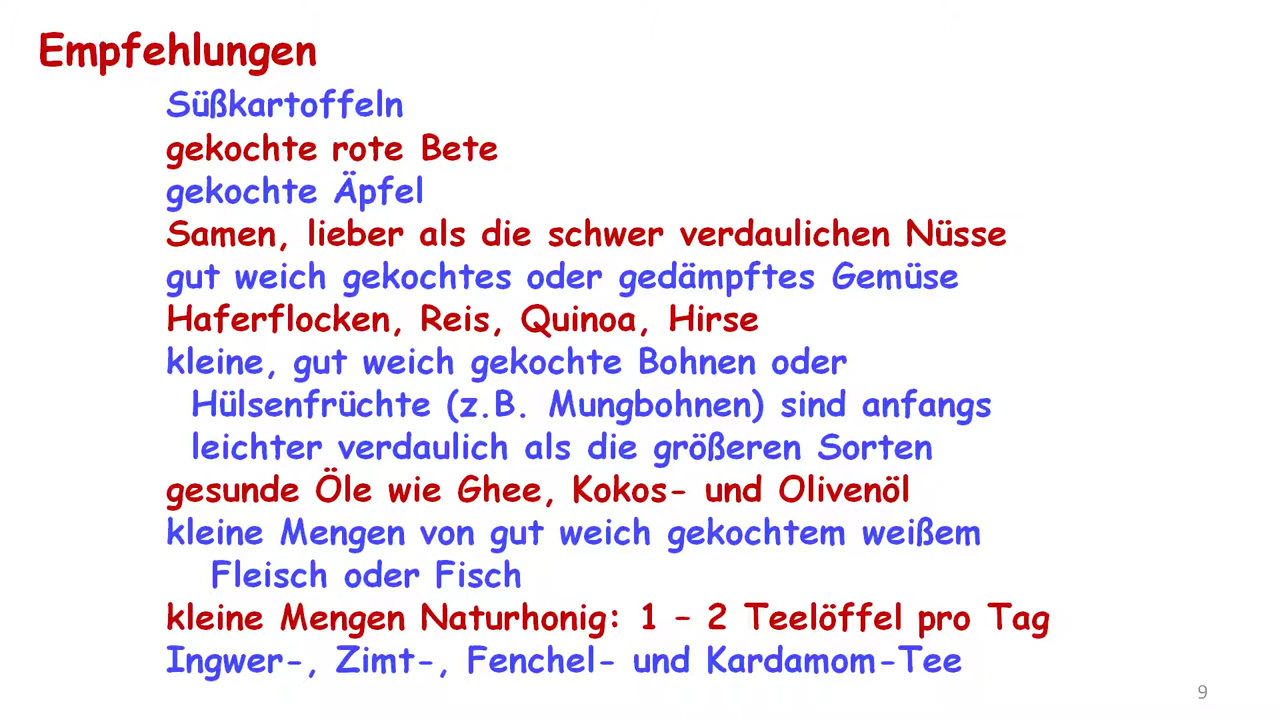 Empfehlungen
Süßkartoffeln
gekochte rote Bete
gekochte Äpfel
Samen, lieber als die schwer verdaulichen Nüsse
gut weich gekochtes oder gedämpftes Gemüse
Haferflocken, Reis, Quinoa, Hirse
kleine, gut weich gekochte Bohnen oder
Hülsenfrüchte (z.B. Mungbohnen) sind anfangs
leichter verdaulich als die größeren Sorten
gesunde Öle wie Ghee, Kokos- und Olivenöl
kleine Mengen von gut weich gekochtem weißem
Fleisch oder Fisch
kleine Mengen Naturhonig: 1 – 2 Teelöffel pro Tag
Ingwer-, Zimt-, Fenchel- und Kardamom-Tee
9